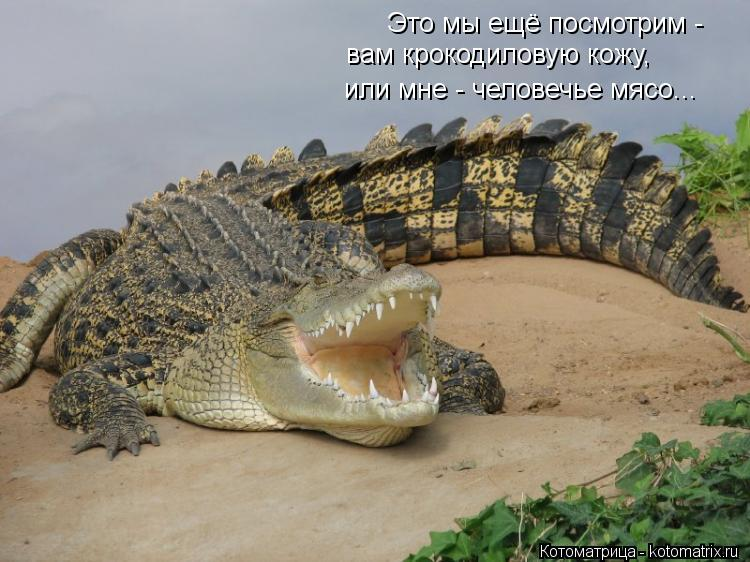 Это мы ещё посмотрим -
вам крокодиловую кожу,
или мне - человечье мясо...
Котоматрица - kotomatrix.ru